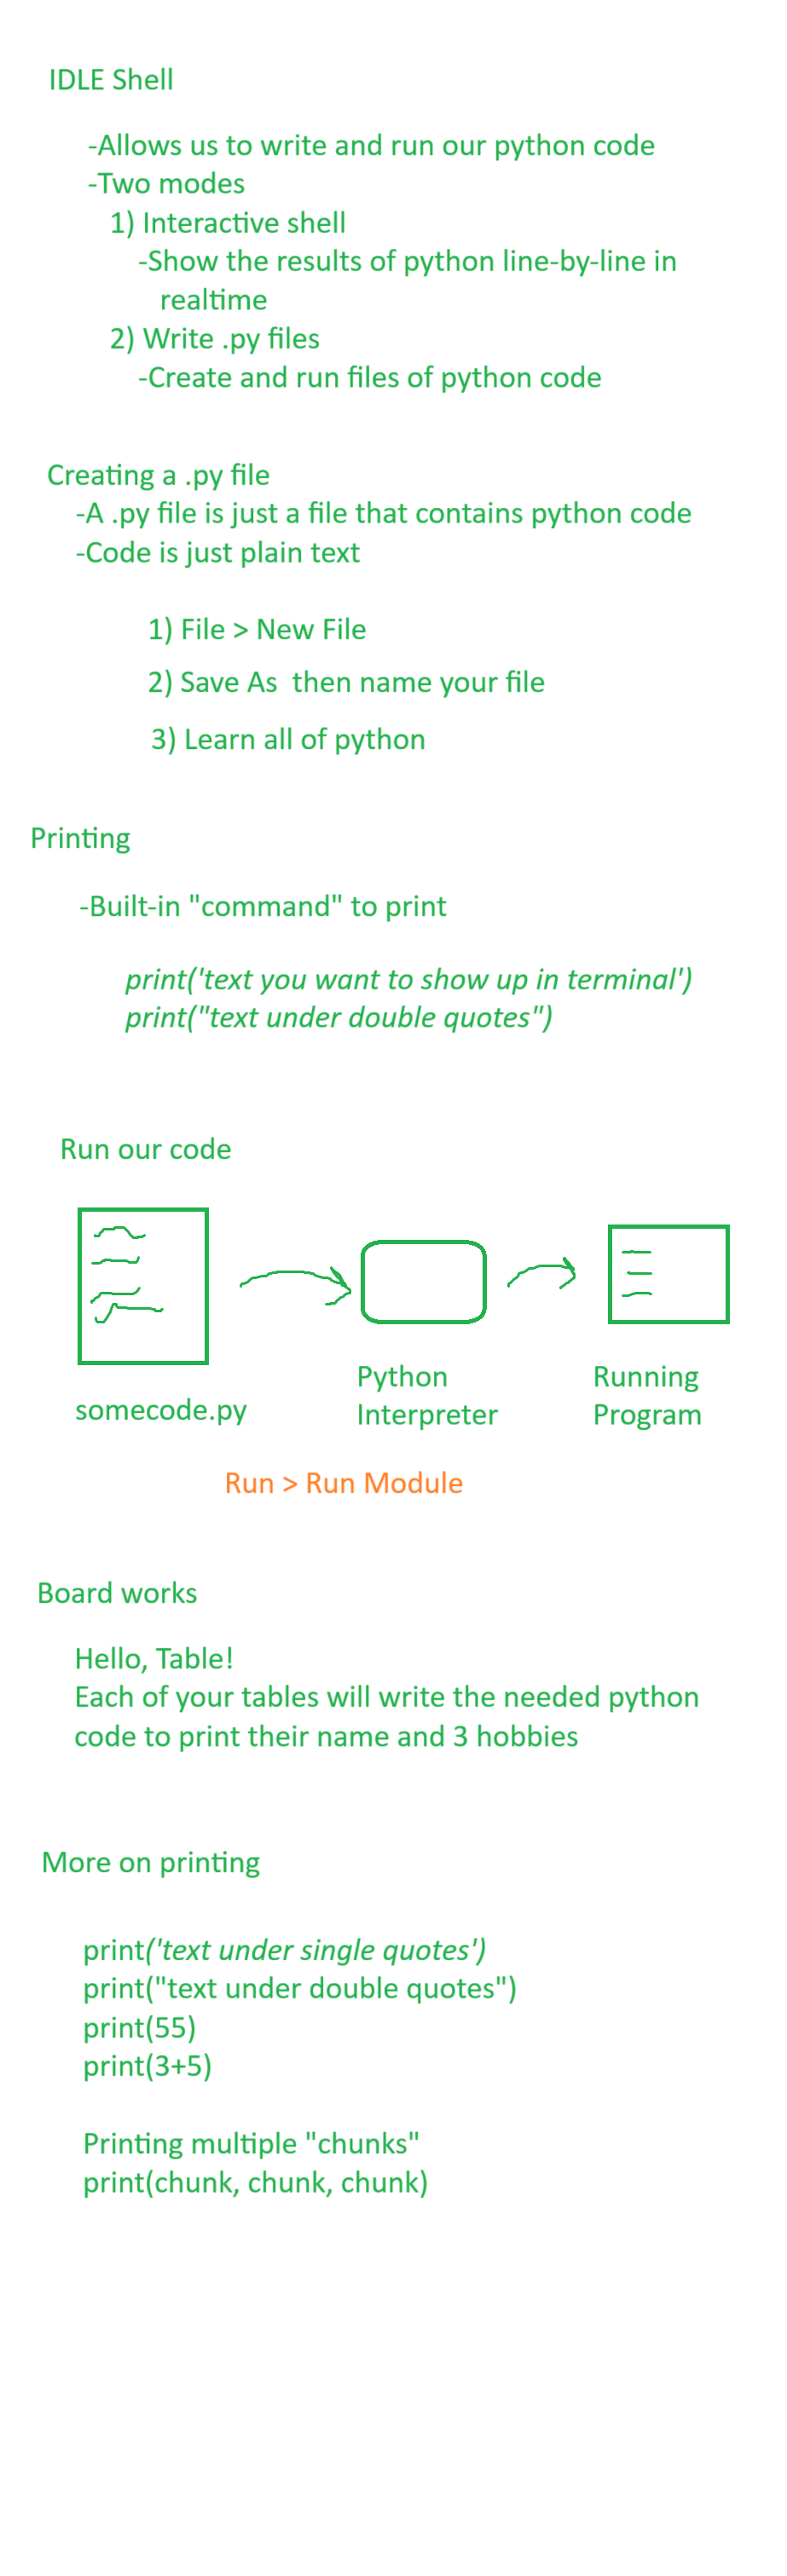 IDLE Shell
-Allows us to write and run our python code
-Two modes
1) Interactive shell
-Show the results of python line-by-line in
realtime
2) Write .py files
-Create and run files of python code
Creating a .py file
-A .py file is just a file that contains python code
-Code is just plain text
1) File > New File
2) Save As  then name your file
3) Learn all of python
Printing
-Built-in "command" to print
print('text you want to show up in terminal')
print("text under double quotes")
Run our code
somecode.py
Python
Interpreter
Running
Program
Run > Run Module
Board works
Hello, Table!
Each of your tables will write the needed python
code to print their name and 3 hobbies
More on printing
print('text under single quotes')
print("text under double quotes")
print(55)
print(3+5)
Printing multiple "chunks"
print(chunk, chunk, chunk)